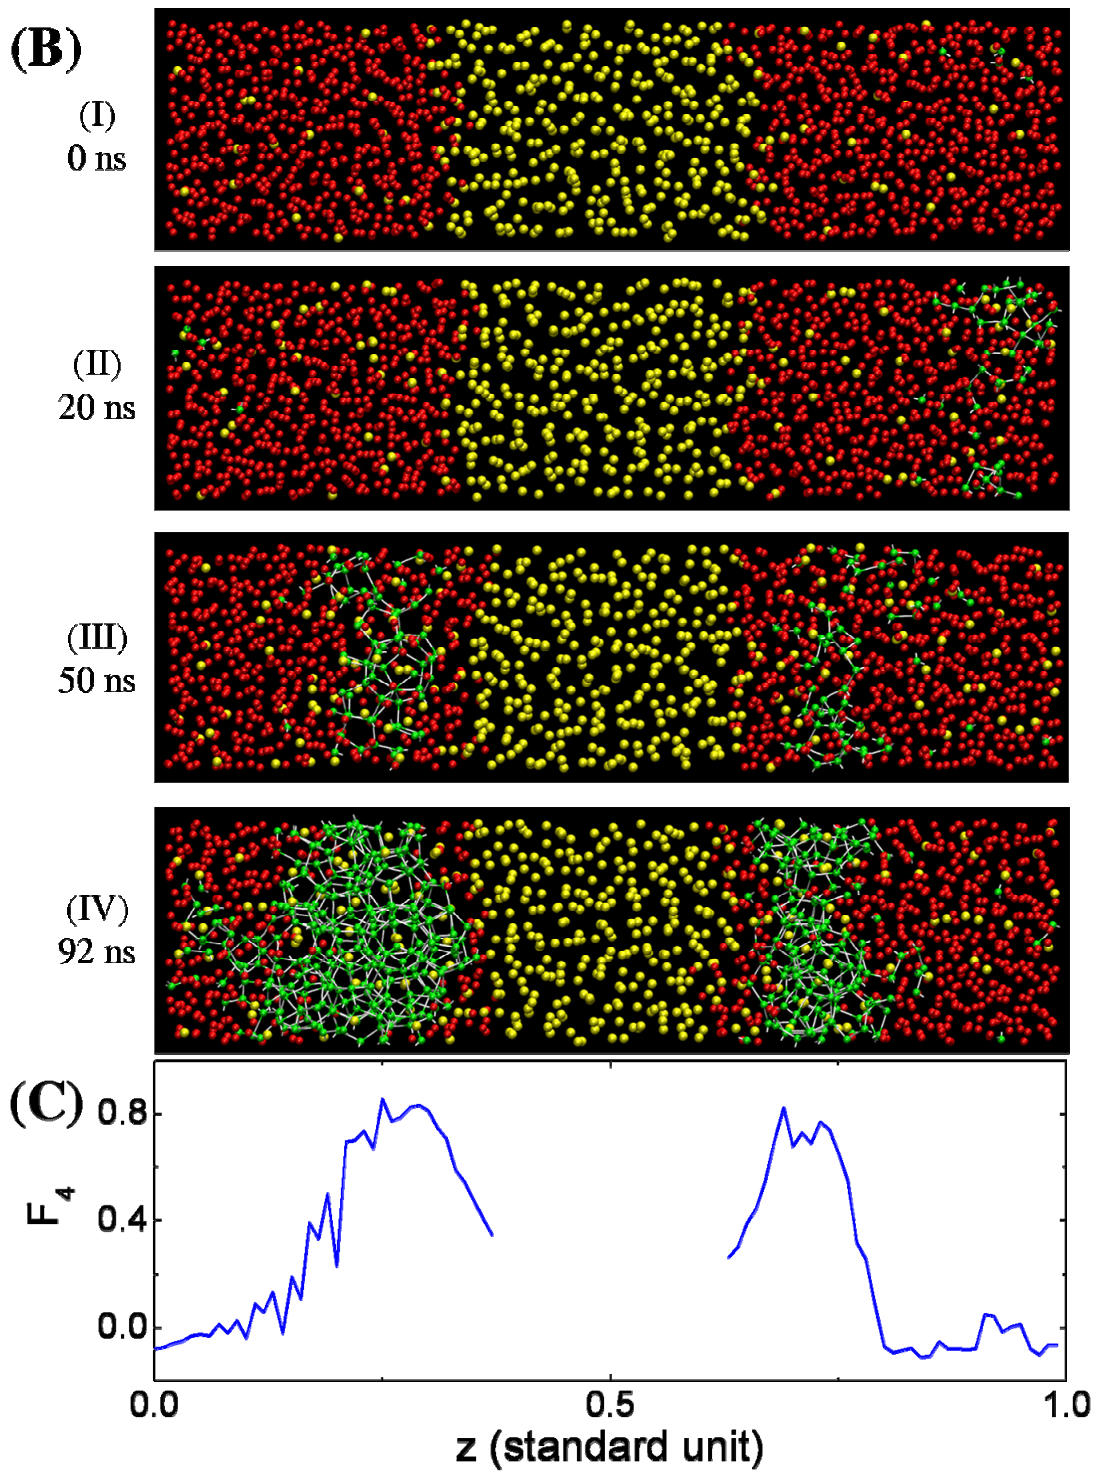 (B)
(I)
0 ns
(II)
20 ns
(III)
50 ns
(IV)
92 ns
(C)
0.8
0.4
0.0
F4
0.0 0.5 1.0
z (standard unit)